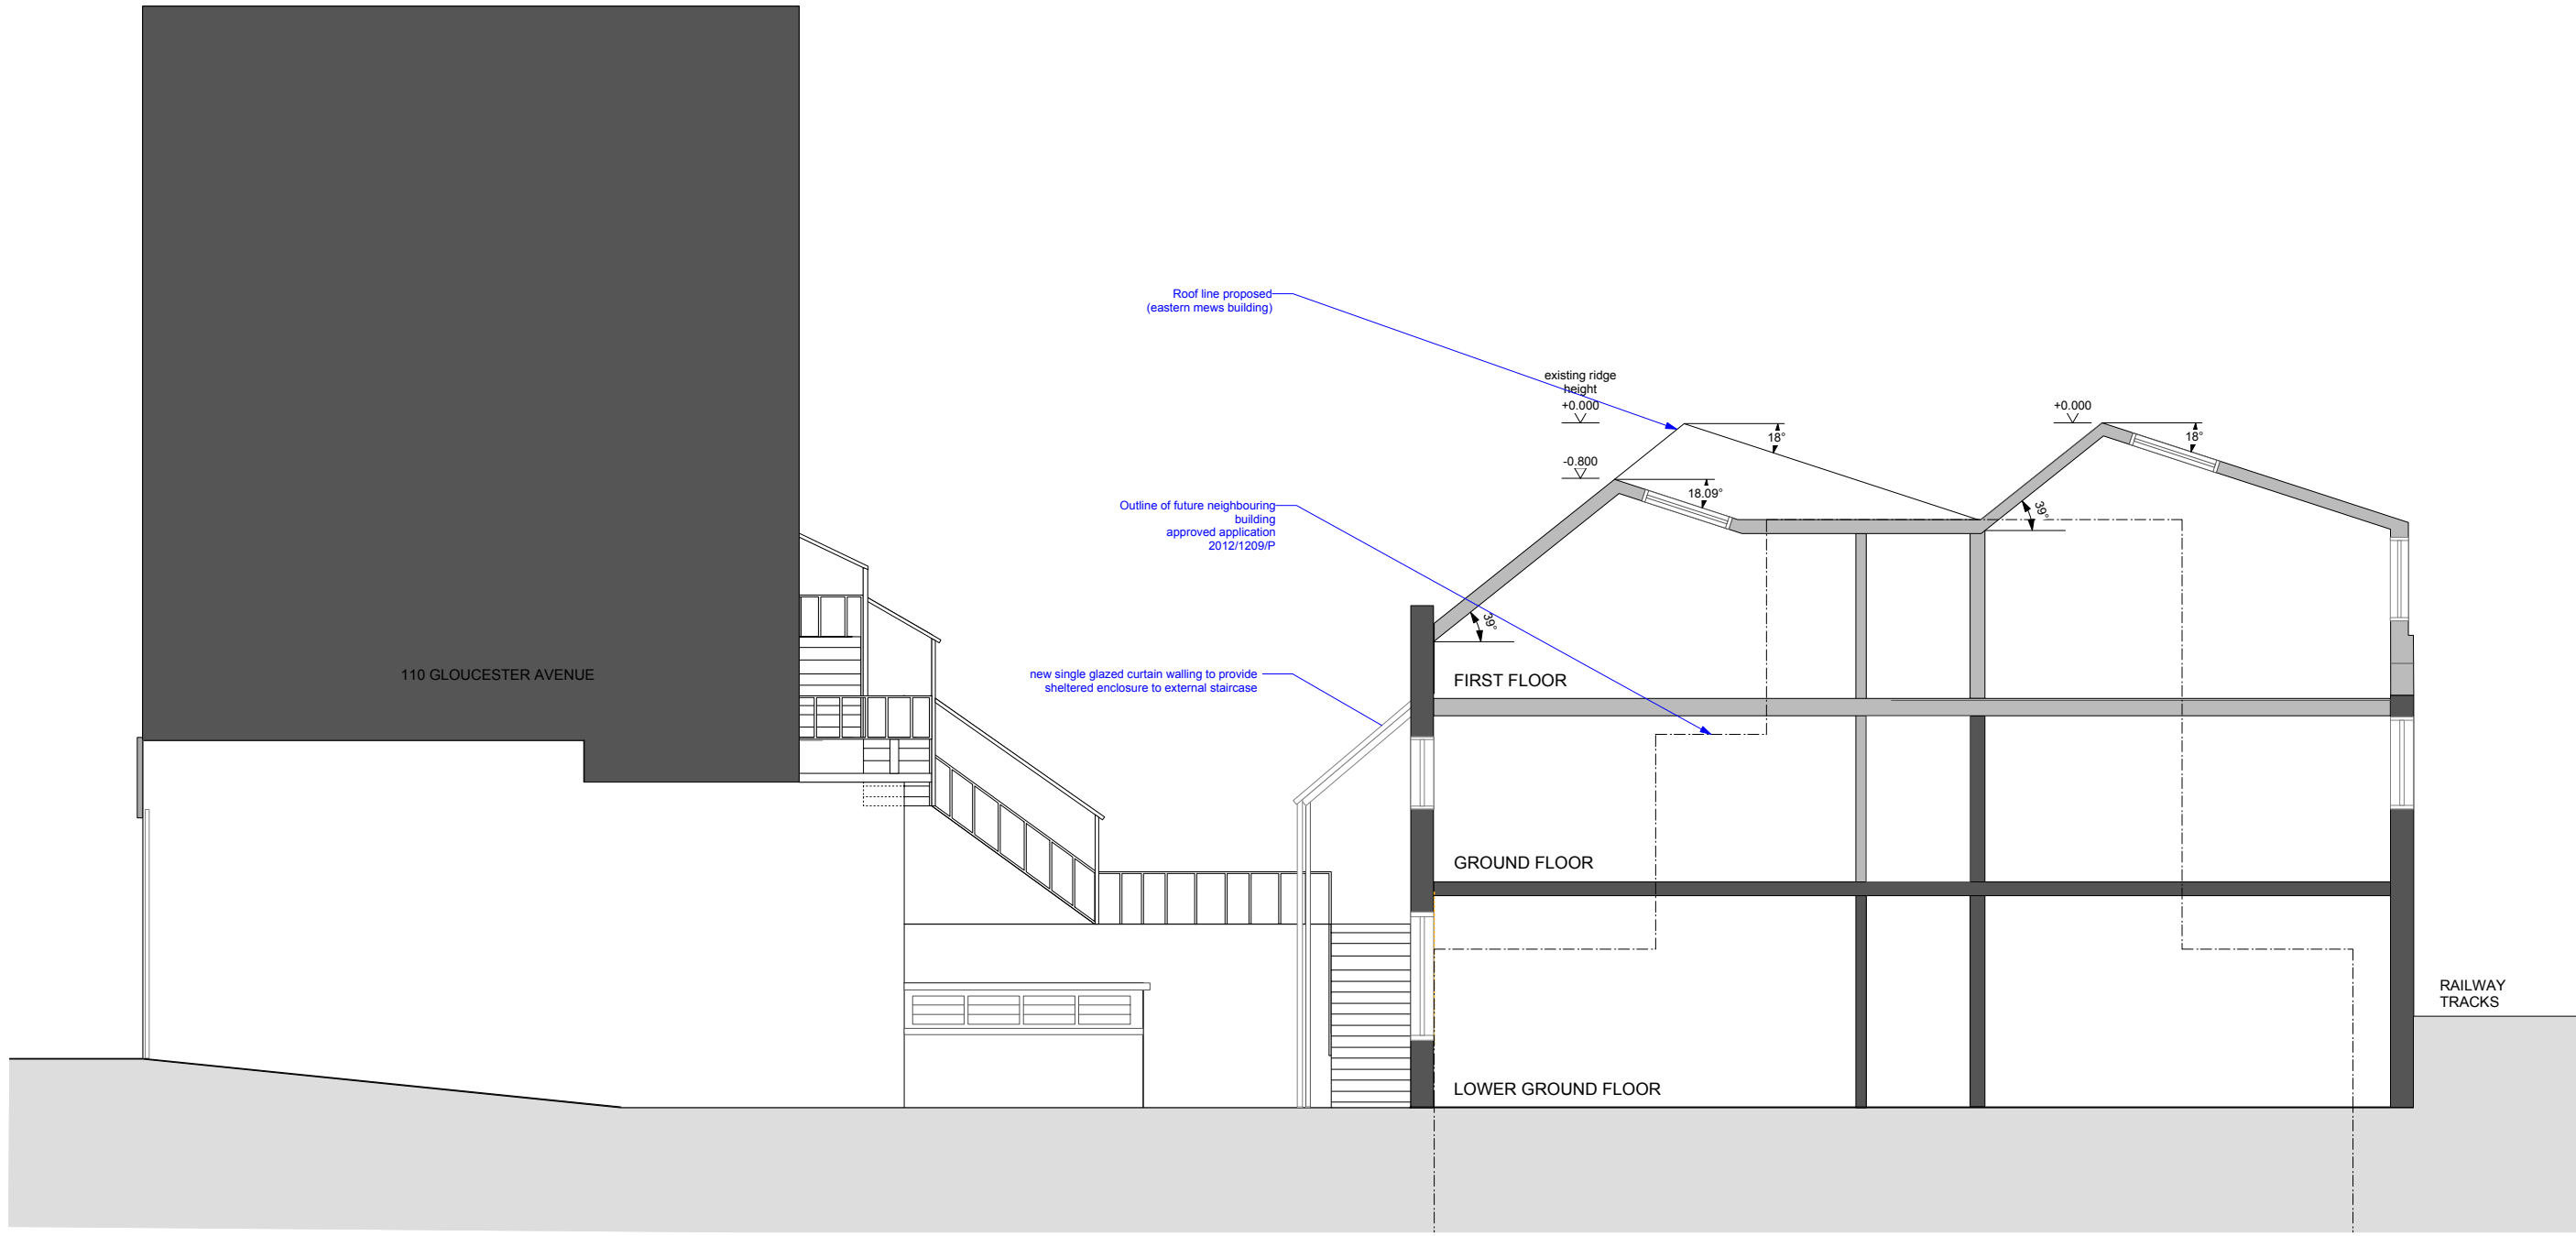 Roof line proposed
(eastern mews building)
existing ridge
height
+0.000
+0.000
18°
18°
-0.800
18.09°
Outline of future neighbouring
building
approved application
2012/1209/P
39°
39°
110 GLOUCESTER AVENUE
new single glazed curtain walling to provide
sheltered enclosure to external staircase
FIRST FLOOR
GROUND FLOOR
RAILWAY
TRACKS
LOWER GROUND FLOOR